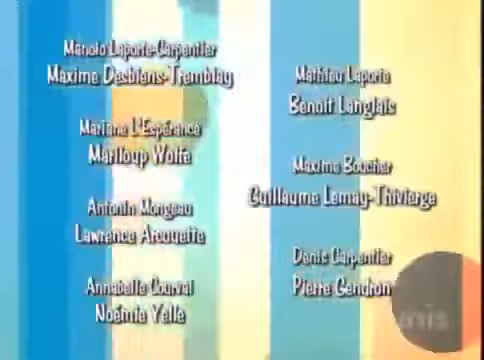 Manolo Laporte-Carpentier
Maxime Desbiens-Tremblay
Mariane L'Espérance
Mariloup Wolfe
Antonin Mongeau
Lawrence Arcouette
Annabelle Courval
Noémie Yelle
Mathieu Laporte
Benoit Langlais
Maxime Boucher
Guillaume Lemay-Thivierge
Denis Carpentier
Pierre Gendron
unis